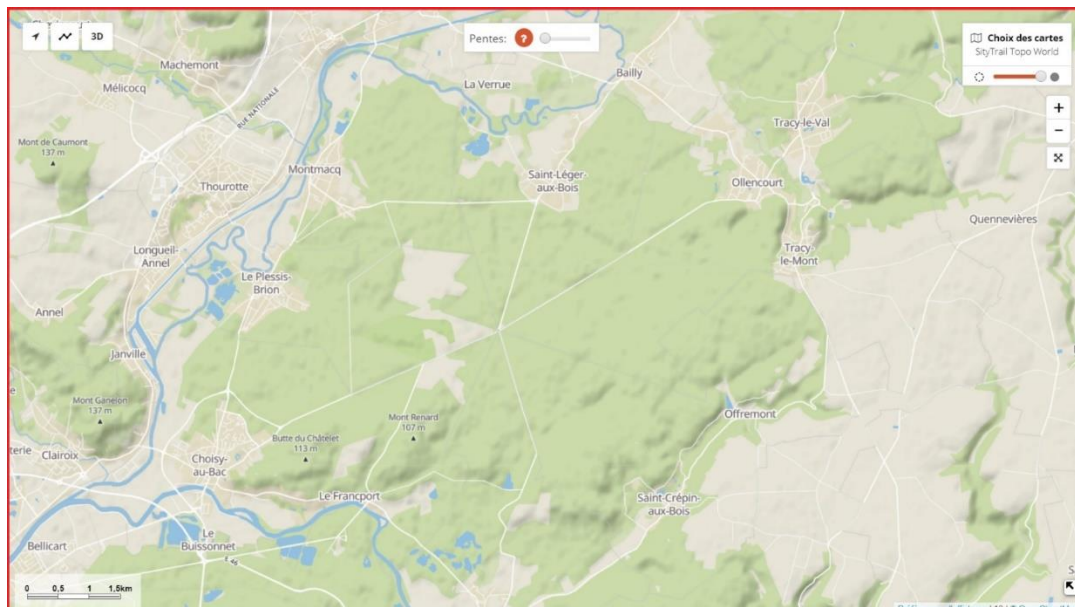 3D
Pentes:
?
Choix des cartes
SityTrail Topo World
+
−
Machemont
Mélicocq
RUE NATIONALE
La Verrue
Bailly
Tracy-le-Val
Mont de Caumont
137 m
Montmacq
Thourotte
Saint-Léger-
aux-Bois
Ollencourt
Quennevières
Longueil-
Annel
Tracy-
le-Mont
Le Plessis-
Brion
Annel
Janville
Mont Ganelon
137 m
Mont Renard
107 m
Offremont
Butte du Châtelet
113 m
Clairoix
Choisy-
au-Bac
Le Francport
Saint-Crépin-
aux-Bois
Bellicart
Le
Buissonnet
E 46
0 0.5 1 1.5km